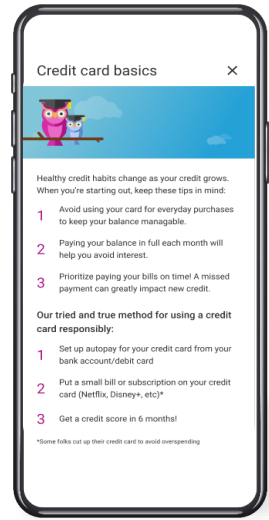 Credit card basics
Healthy credit habits change as your credit grows.
When you're starting out, keep these tips in mind:
1 Avoid using your card for everyday purchases
to keep your balance managable.
2 Paying your balance in full each month will
help you avoid interest.
3 Prioritize paying your bills on time! A missed
payment can greatly impact new credit.
Our tried and true method for using a credit
card responsibly:
1 Set up autopay for your credit card from your
bank account/debit card
2 Put a small bill or subscription on your credit
card (Netflix, Disney+, etc)*
3 Get a credit score in 6 months!
*Some folks cut up their credit card to avoid overspending